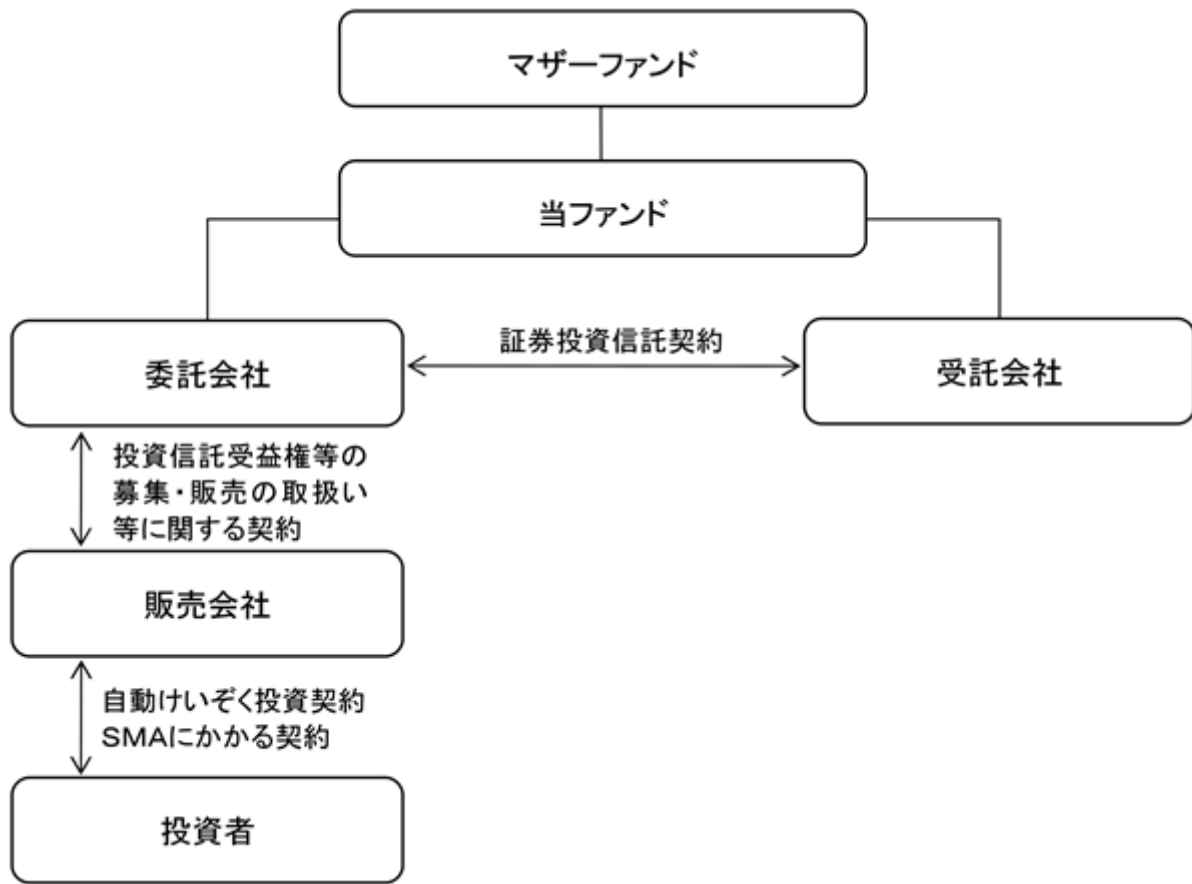 マザーファンド
当ファンド
証券投資信託契約
委託会社
受託会社
投資信託受益権等の
募集・販売の取扱い
等に関する契約
販売会社
自動けいぞく投資契約
SMAにかかる契約
投資者